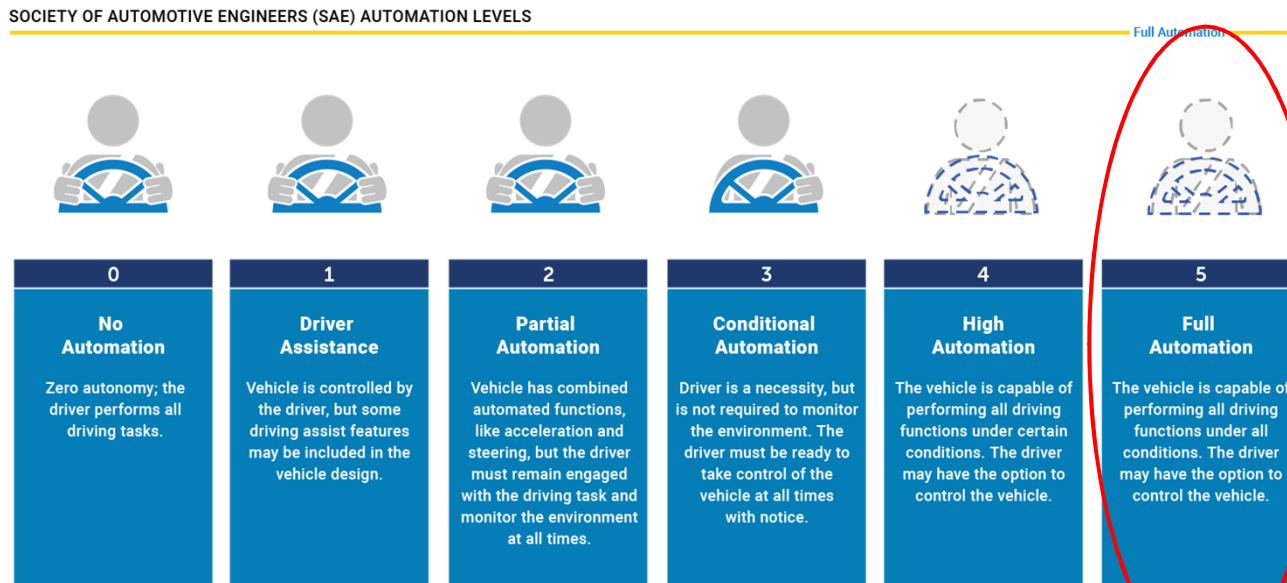 SOCIETY OF AUTOMOTIVE ENGINEERS (SAE) AUTOMATION LEVELS
Full Automation
0
No
Automation
Zero autonomy; the
driver performs all
driving tasks.
1
Driver
Assistance
Vehicle is controlled by
the driver, but some
driving assist features
may be included in the
vehicle design.
2
Partial
Automation
Vehicle has combined
automated functions,
like acceleration and
steering, but the driver
must remain engaged
with the driving task and
monitor the environment
at all times.
3
Conditional
Automation
Driver is a necessity, but
is not required to monitor
the environment. The
driver must be ready to
take control of the
vehicle at all times
with notice.
4
High
Automation
The vehicle is capable of
performing all driving
functions under certain
conditions. The driver
may have the option to
control the vehicle.
5
Full
Automation
The vehicle is capable of
performing all driving
functions under all
conditions. The driver
may have the option to
control the vehicle.